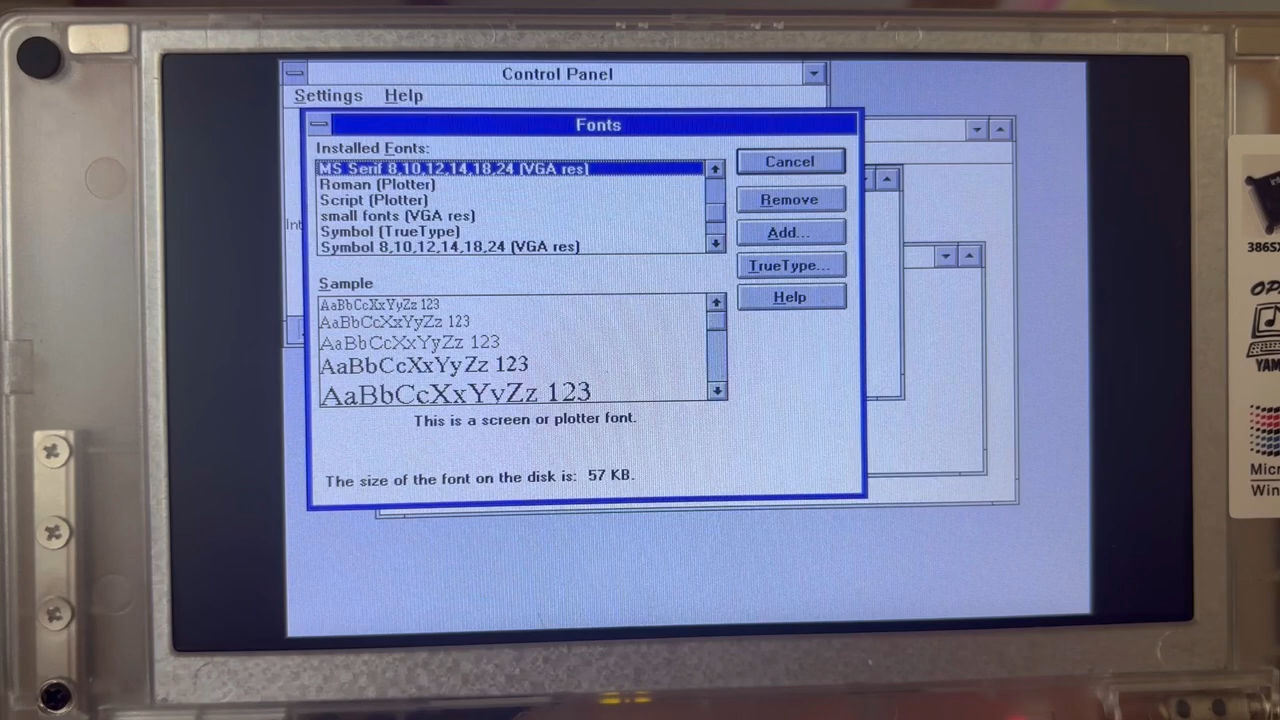 Control Panel
Settings Help
Fonts
Installed Fonts:
MS Serif 8,10,12,14,18,24 (VGA res)
Roman (Plotter)
Script (Plotter)
small fonts (VGA res)
Symbol (TrueType)
Symbol 8,10,12,14,18,24 (VGA res)
Cancel
Remove
Add...
TrueType...
Help
Sample
AaBbCcXxYyZz 123
AaBbCcXxYyZz 123
AaBbCcXxYyZz 123
AaBbCcXxYyZz 123
AaBbCcXxYyZz 123
This is a screen or plotter font.
The size of the font on the disk is: 57 KB.
Int
386SX
OP
YAM
Micr
Win